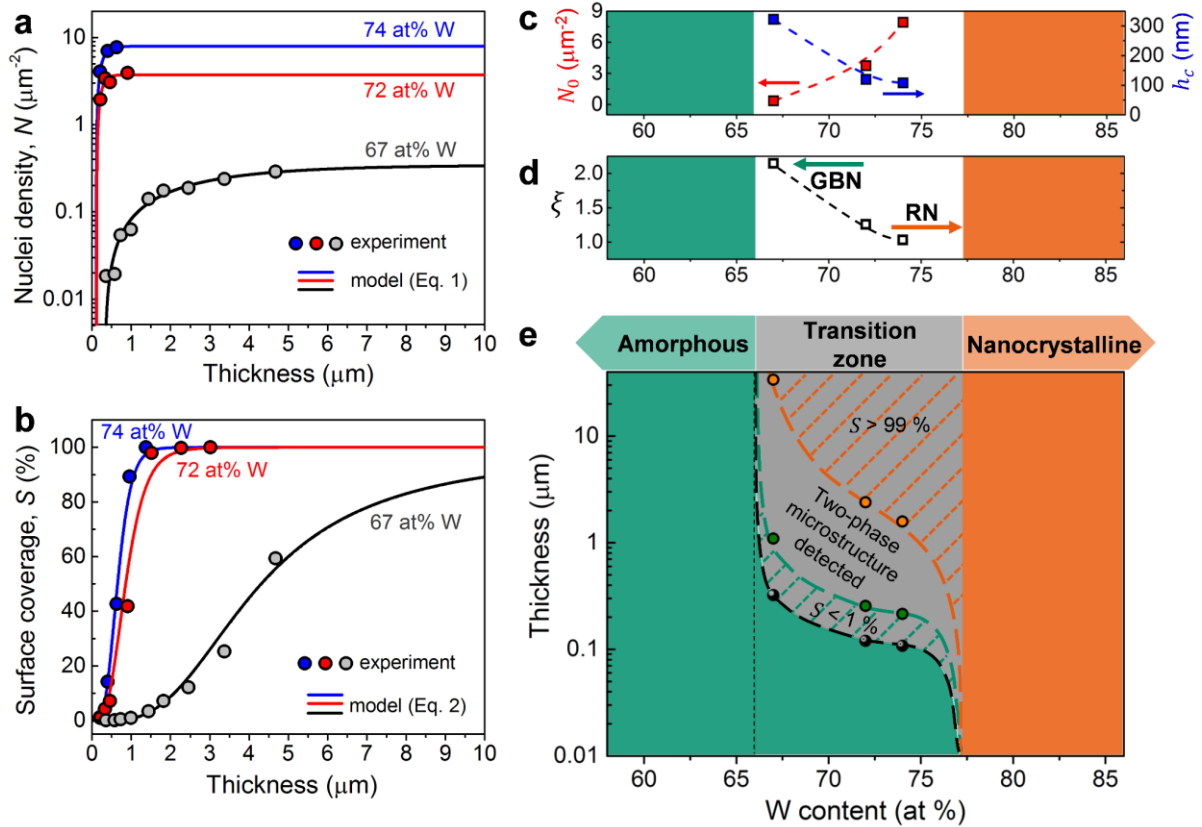 a
74 at% W
72 at% W
67 at% W
experiment
model (Eq. 1)
Nuclei density, N (μm⁻²)
10
1
0.1
0.01
0 1 2 3 4 5 6 7 8 9 10
Thickness (μm)
b
74 at% W
72 at% W
67 at% W
experiment
model (Eq. 2)
Surface coverage, S (%)
100
80
60
40
20
0
0 1 2 3 4 5 6 7 8 9 10
Thickness (μm)
c
N₀ (μm⁻²)
9
6
3
0
h_c (nm)
300
200
100
0
60 65 70 75 80 85
d
ξ
2.0
1.5
1.0
GBN
RN
60 65 70 75 80 85
e
Amorphous
Transition
zone
Nanocrystalline
S > 99 %
Two-phase
microstructure
detected
S < 1 %
Thickness (μm)
10
1
0.1
0.01
60 65 70 75 80 85
W content (at %)